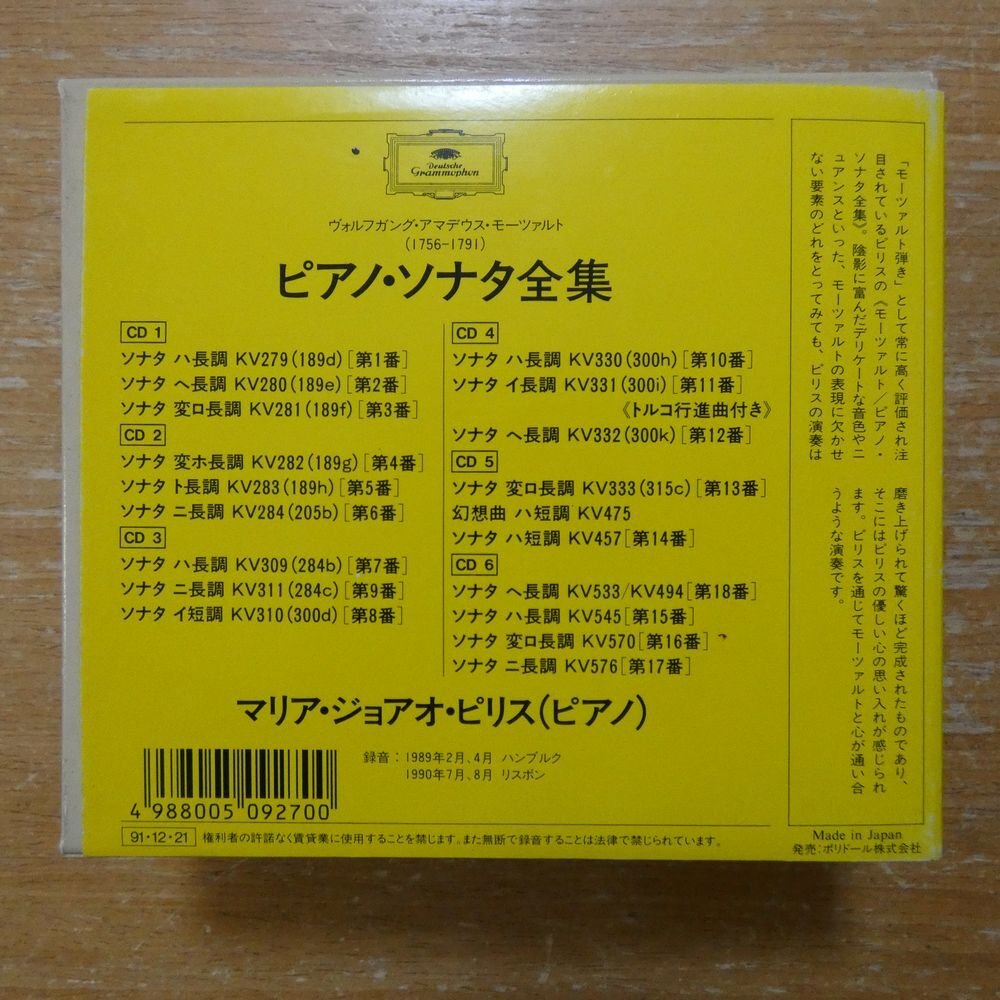 Deutsche
Grammophon
ヴォルフガング・アマデウス・モーツァルト
(1756-1791)
ピアノ・ソナタ全集
CD 1
ソナタ ハ長調 KV279(189d)[第1番]
ソナタ ヘ長調 KV280(189e)[第2番]
ソナタ 変ロ長調 KV281(189f)[第3番]
CD 2
ソナタ 変ホ長調 KV282(189g)[第4番]
ソナタ ト長調 KV283(189h)[第5番]
ソナタ ニ長調 KV284(205b)[第6番]
CD 3
ソナタ ハ長調 KV309(284b)[第7番]
ソナタ ニ長調 KV311(284c)[第9番]
ソナタ イ短調 KV310(300d)[第8番]
CD 4
ソナタ ハ長調 KV330(300h)[第10番]
ソナタ イ長調 KV331(300i)[第11番]
《トルコ行進曲付き》
ソナタ ヘ長調 KV332(300k)[第12番]
CD 5
ソナタ 変ロ長調 KV333(315c)[第13番]
幻想曲 ハ短調 KV475
ソナタ ハ短調 KV457[第14番]
CD 6
ソナタ ヘ長調 KV533/KV494[第18番]
ソナタ ハ長調 KV545[第15番]
ソナタ 変ロ長調 KV570[第16番]
ソナタ ニ長調 KV576[第17番]
マリア・ジョアオ・ピリス(ピアノ)
録音:1989年2月、4月 ハンブルク
1990年7月、8月 リスボン
4 988005 092700
91・12・21 権利者の許諾なく賃貸業に使用することを禁じます。また無断で録音することは法律で禁じられています。
「モーツァルト弾き」として常に高く評価され注
目されているピリスの《モーツァルト/ピアノ・
ソナタ全集》。陰影に富んだデリケートな音色やニ
ュアンスといった、モーツァルトの表現に欠かせ
ない要素のどれをとってみても、ピリスの演奏は
磨き上げられて驚くほど完成されたものであり、
そこにはピリスの優しい心の思い入れが感じられ
ます。ピリスを通じてモーツァルトと心が通い合
うような演奏です。
Made in Japan
発売:ポリドール株式会社